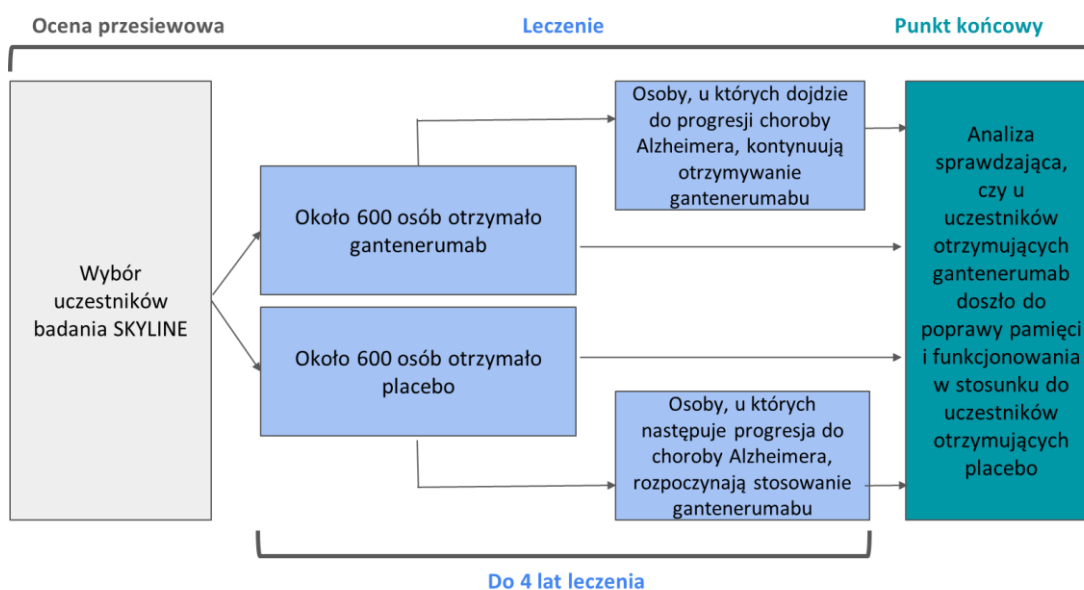 Ocena przesiewowa
Leczenie
Punkt końcowy
Wybór
uczestników
badania SKYLINE
Około 600 osób otrzymało
gantenerumab
Około 600 osób otrzymało
placebo
Osoby, u których dojdzie
do progresji choroby
Alzheimera, kontynuują
otrzymywanie
gantenerumabu
Osoby, u których
następuje progresja do
choroby Alzheimera,
rozpoczynają stosowanie
gantenerumabu
Analiza
sprawdzająca,
czy u
uczestników
otrzymujących
gantenerumab
doszło do
poprawy pamięci
i funkcjonowania
w stosunku do
uczestników
otrzymujących
placebo
Do 4 lat leczenia